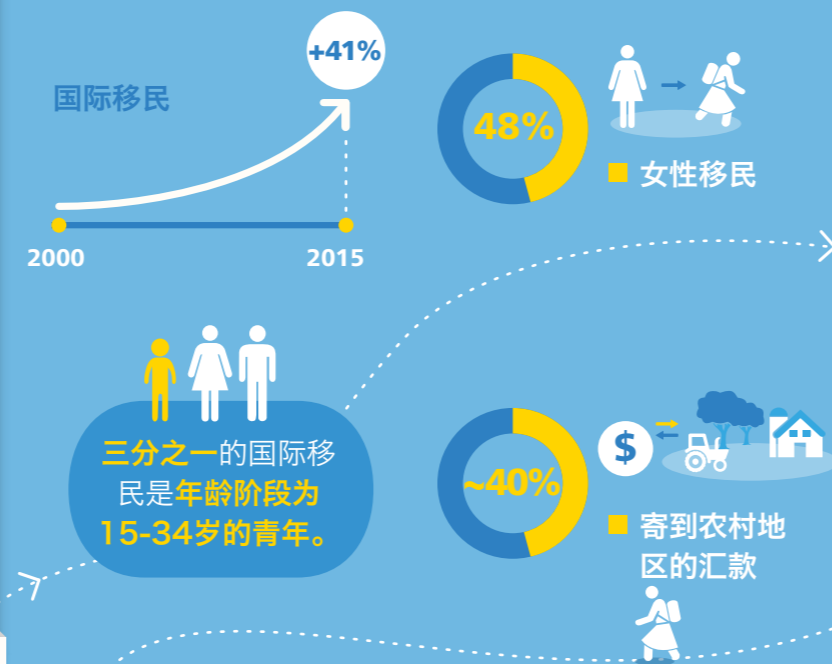 +41%
国际移民
2000
2015
48%
女性移民
三分之一的国际移
民是年龄阶段为
15-34岁的青年。
~40%
$
寄到农村地
区的汇款